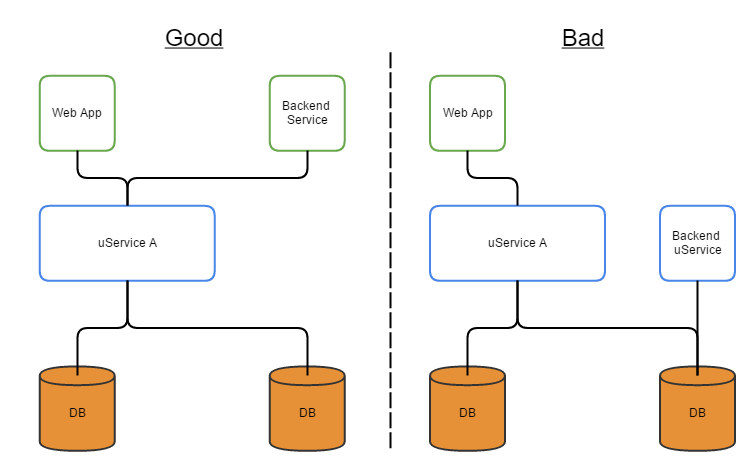 Good
Bad
Web App
Backend
Service
Web App
uService A
uService A
Backend
uService
DB
DB
DB
DB